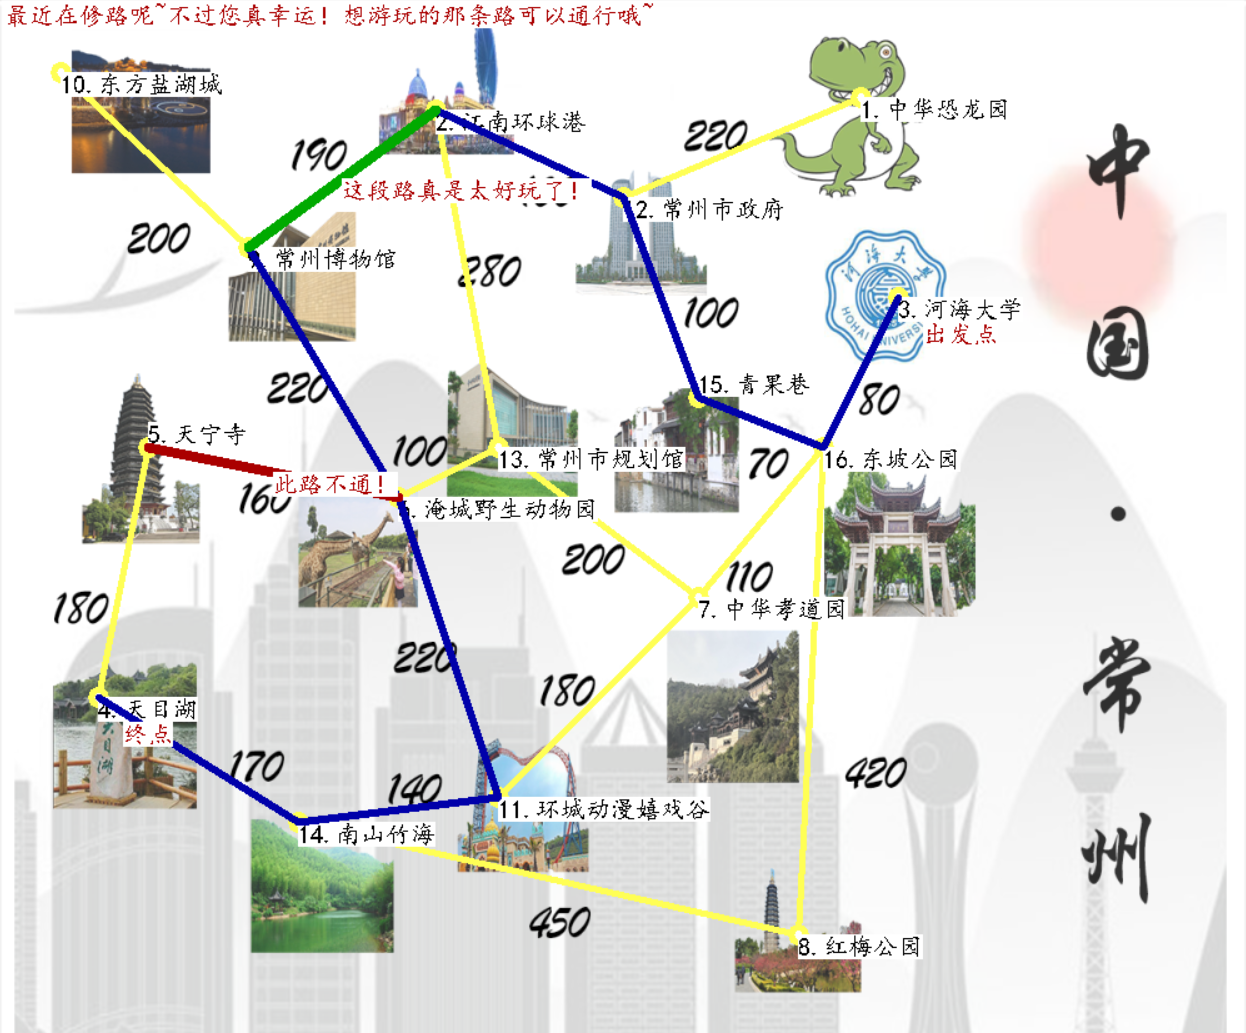 最近在修路呢~不过您真幸运！想游玩的那条路可以通行哦~
10. 东方盐湖城
2. 江南环球港
1. 中华恐龙园
220
190
这段路真是太好玩了！
12. 常州市政府
200
常州博物馆
280
河海大学
HOHAI UNIVERSI
3. 河海大学
出发点
100
220
15. 青果巷
80
5. 天宁寺
100
13. 常州市规划馆
70
16. 东坡公园
160
此路不通！
淹城野生动物园
200
110
180
7. 中华孝道园
220
180
4. 天目湖
终点
天目湖
170
140
420
11. 环城动漫嬉戏谷
14. 南山竹海
450
8. 红梅公园
中国·常州